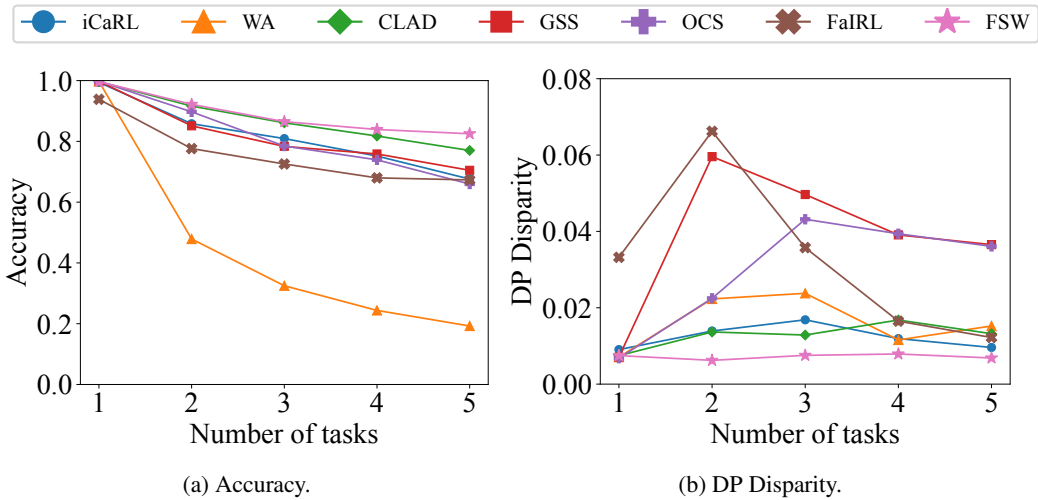 iCaRL WA CLAD GSS OCS FaIRL FSW
1.0
0.8
0.6
0.4
0.2
0.0
Accuracy
1 2 3 4 5
Number of tasks
(a) Accuracy.
0.08
0.06
0.04
0.02
0.00
DP Disparity
1 2 3 4 5
Number of tasks
(b) DP Disparity.